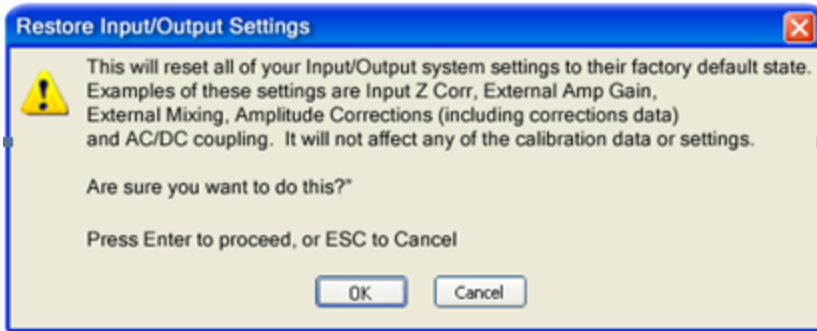 Restore Input/Output Settings
This will reset all of your Input/Output system settings to their factory default state.
Examples of these settings are Input Z Corr, External Amp Gain,
External Mixing, Amplitude Corrections (including corrections data)
and AC/DC coupling.  It will not affect any of the calibration data or settings.
Are sure you want to do this?"
Press Enter to proceed, or ESC to Cancel
OK
Cancel